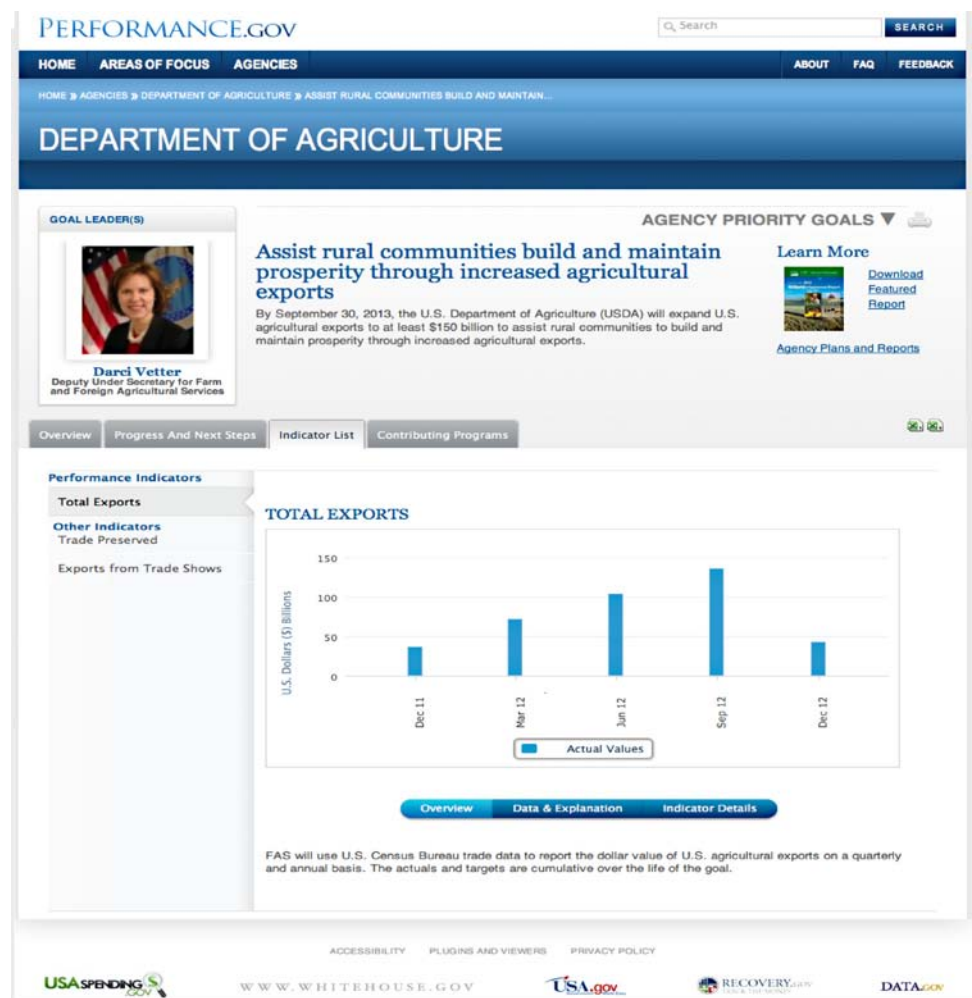 PERFORMANCE.GOV
Search
SEARCH
HOME AREAS OF FOCUS AGENCIES
ABOUT FAQ FEEDBACK
HOME » AGENCIES » DEPARTMENT OF AGRICULTURE » ASSIST RURAL COMMUNITIES BUILD AND MAINTAIN...
DEPARTMENT OF AGRICULTURE
GOAL LEADER(S)
Darci Vetter
Deputy Under Secretary for Farm
and Foreign Agricultural Services
AGENCY PRIORITY GOALS ▼
Assist rural communities build and maintain
prosperity through increased agricultural
exports
By September 30, 2013, the U.S. Department of Agriculture (USDA) will expand U.S.
agricultural exports to at least $150 billion to assist rural communities to build and
maintain prosperity through increased agricultural exports.
Learn More
Download
Featured
Report
Agency Plans and Reports
Overview Progress And Next Steps Indicator List Contributing Programs
Performance Indicators
Total Exports
Other Indicators
Trade Preserved
Exports from Trade Shows
TOTAL EXPORTS
U.S. Dollars ($) Billions
150
100
50
0
Dec 11 Mar 12 Jun 12 Sep 12 Dec 12
Actual Values
Overview Data & Explanation Indicator Details
FAS will use U.S. Census Bureau trade data to report the dollar value of U.S. agricultural exports on a quarterly
and annual basis. The actuals and targets are cumulative over the life of the goal.
ACCESSIBILITY PLUGINS AND VIEWERS PRIVACY POLICY
USASPENDING.GOV WWW.WHITEHOUSE.GOV USA.gov RECOVERY.GOV DATA.GOV